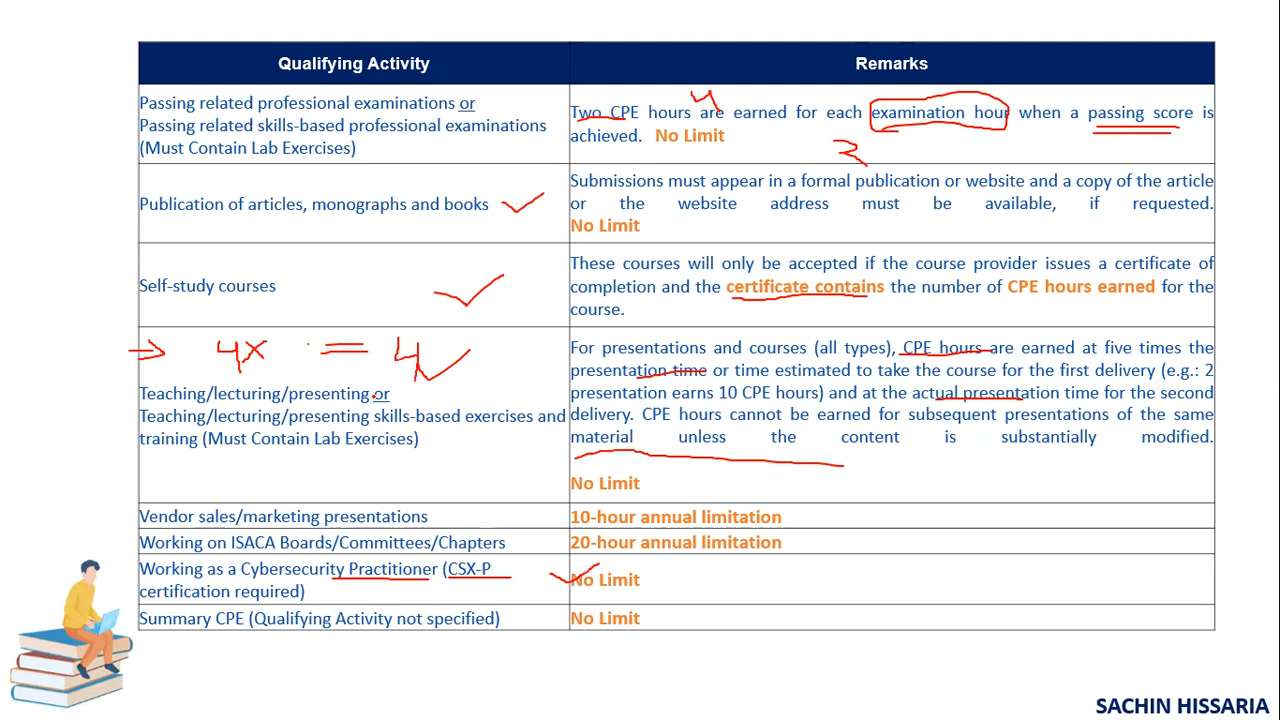 Qualifying Activity
Remarks
Passing related professional examinations or
Passing related skills-based professional examinations
(Must Contain Lab Exercises)
4
Two CPE hours are earned for each examination hour when a passing score is
achieved. No Limit
2
Publication of articles, monographs and books
Submissions must appear in a formal publication or website and a copy of the article
or the website address must be available, if requested.
No Limit
Self-study courses
These courses will only be accepted if the course provider issues a certificate of
completion and the certificate contains the number of CPE hours earned for the
course.
→ 4x = 4
Teaching/lecturing/presenting or
Teaching/lecturing/presenting skills-based exercises and
training (Must Contain Lab Exercises)
For presentations and courses (all types), CPE hours are earned at five times the
presentation time or time estimated to take the course for the first delivery (e.g.: 2
presentation earns 10 CPE hours) and at the actual presentation time for the second
delivery. CPE hours cannot be earned for subsequent presentations of the same
material unless the content is substantially modified.
No Limit
Vendor sales/marketing presentations
10-hour annual limitation
Working on ISACA Boards/Committees/Chapters
20-hour annual limitation
Working as a Cybersecurity Practitioner (CSX-P
certification required)
No Limit
Summary CPE (Qualifying Activity not specified)
No Limit
SACHIN HISSARIA